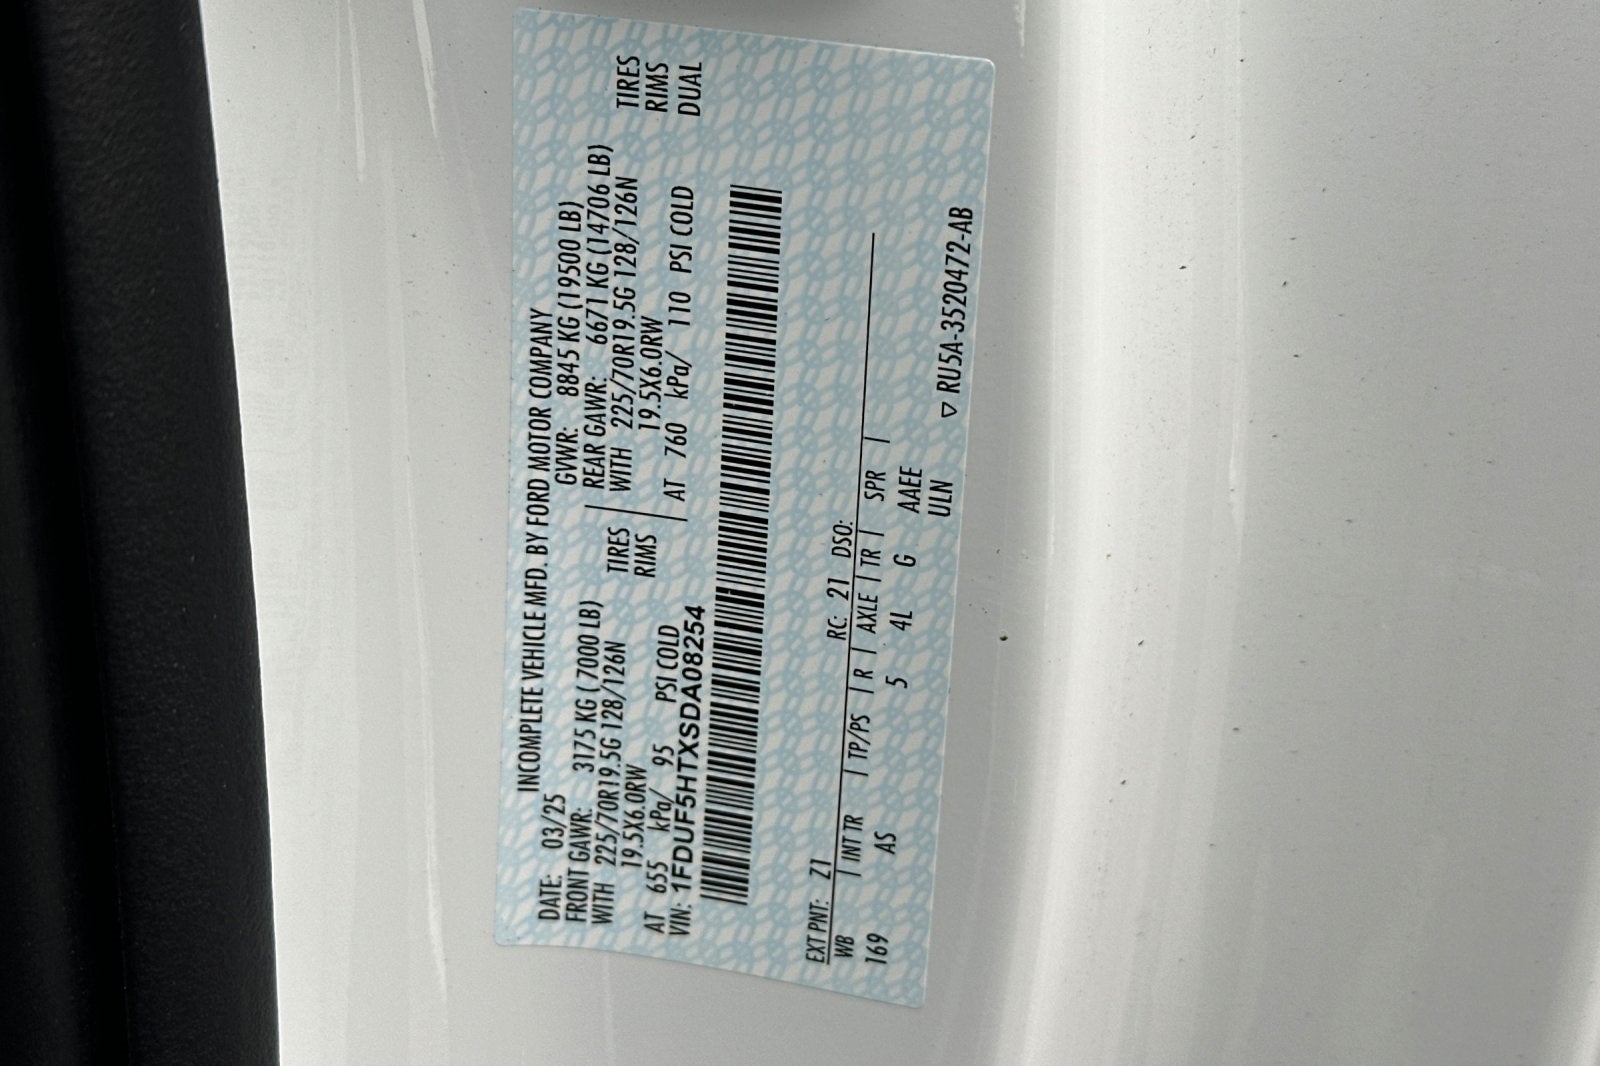 INCOMPLETE VEHICLE MFD. BY FORD MOTOR COMPANY
DATE: 03/25 GVWR: 8845 KG (19500 LB)
FRONT GAWR: 3175 KG ( 7000 LB) REAR GAWR: 6671 KG (14706 LB)
WITH 225/70R19.5G 128/126N TIRES WITH 225/70R19.5G 128/126N TIRES
19.5X6.0RW RIMS 19.5X6.0RW RIMS
AT 655 kPa/ 95 PSI COLD AT 760 kPa/ 110 PSI COLD DUAL
VIN: 1FDUF5HTXSDA08254
EXT PNT: Z1 RC: 21 DSO:
WB | INT TR | TP/PS | R | AXLE | TR | SPR |
169 AS 5 4L G AAEE
ULN
▽ RU5A-3520472-AB